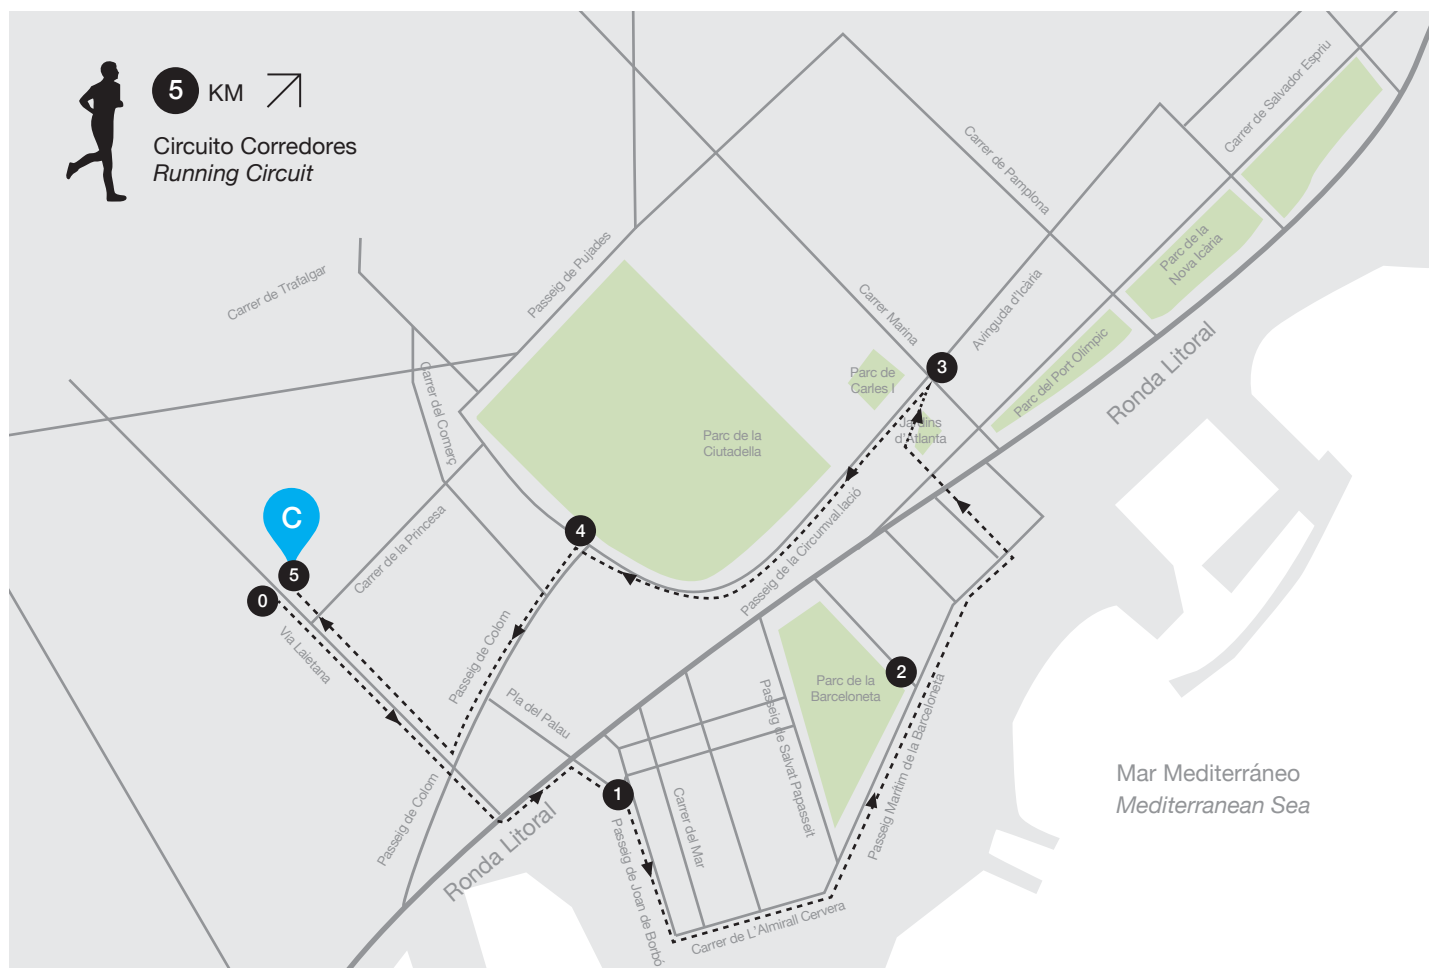 5 KM
Circuito Corredores
Running Circuit
Carrer de Salvador Espriu
Carrer de Pamplona
Passeig de Pujades
Carrer de Trafalgar
Parc de la
Nova Icària
Avinguda d'Icària
Carrer Marina
Ronda Litoral
Parc del Port Olímpic
3
Parc de
Carles I
Jardins
d'Atlanta
Carrer del Comerç
Parc de la
Ciutadella
C
Carrer de la Princesa
4
Passeig de la Circumval.lació
5
0
Via Laietana
Passeig de Colom
2
Parc de la
Barceloneta
Pla del Palau
Passeig de Salvat Papasseit
Passeig Marítim de la Barceloneta
1
Passeig de Colom
Ronda Litoral
Carrer del Mar
Passeig de Joan de Borbó
Carrer de L'Almirall Cervera
Mar Mediterráneo
Mediterranean Sea